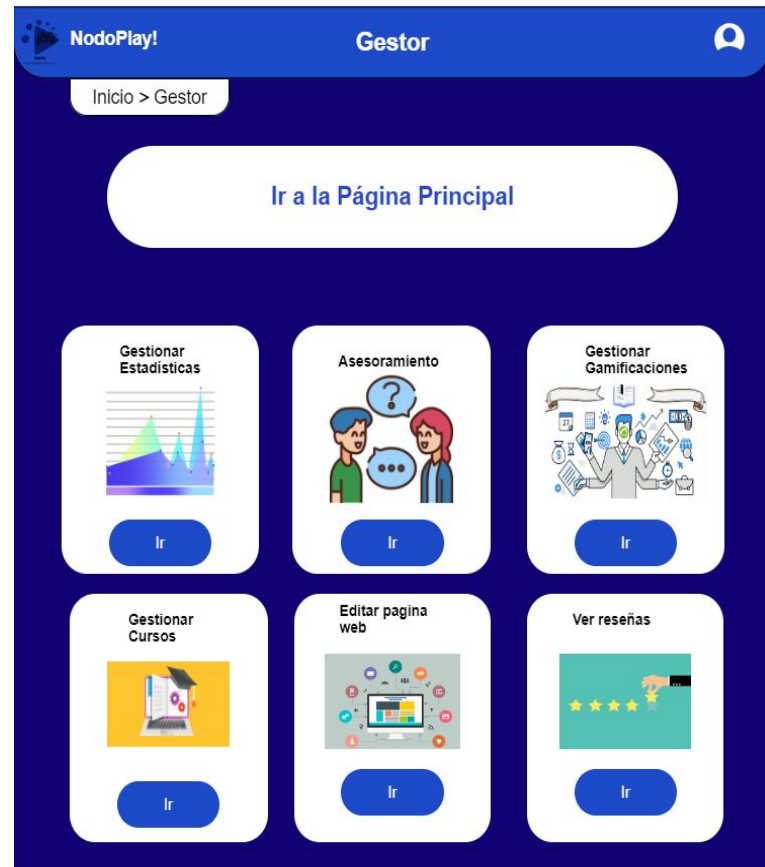 NodoPlay!
Gestor
Inicio > Gestor
Ir a la Página Principal
Gestionar
Estadísticas
Asesoramiento
Gestionar
Gamificaciones
?
27
Ir
Ir
Ir
Gestionar
Cursos
Editar pagina
web
Ver reseñas
Ir
Ir
Ir